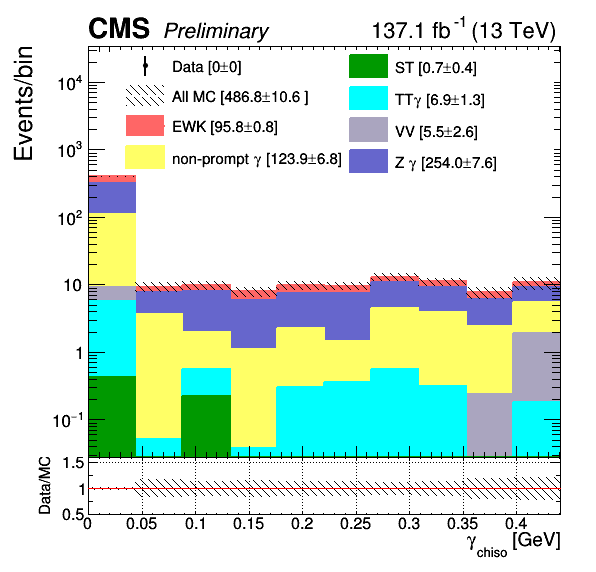 CMS Preliminary 137.1 fb⁻¹ (13 TeV)
Events/bin
Data [0±0]
All MC [486.8±10.6 ]
EWK [95.8±0.8]
non-prompt γ [123.9±6.8]
ST [0.7±0.4]
TTγ [6.9±1.3]
VV [5.5±2.6]
Z γ [254.0±7.6]
10⁴
10³
10²
10
1
10⁻¹
Data/MC
1.5
1
0.5
0 0.05 0.1 0.15 0.2 0.25 0.3 0.35 0.4
γchiso [GeV]